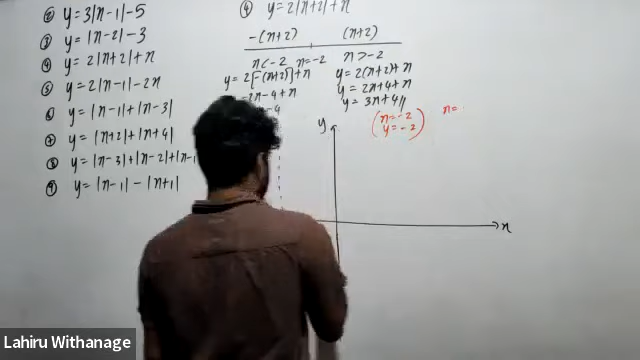 ② y = 3|x-1| - 5
③ y = |x-2| - 3
④ y = 2|x+2| + x
⑤ y = 2|x-1| - 2x
⑥ y = |x-1| + |x-3|
⑦ y = |x+2| + |x+4|
⑧ y = |x-3| + |x-2| + |x-1
⑨ y = |x-1| - |x+1|
④ y = 2|x+2| + x
-(x+2) (x+2)
x < -2 x = -2 x > -2
y = 2[-(x+2)] + x y = 2(x+2) + x
-2x - 4 + x y = 2x + 4 + x
-4 y = 3x + 4//
(x = -2
y = -2) x =
y
x
Lahiru Withanage